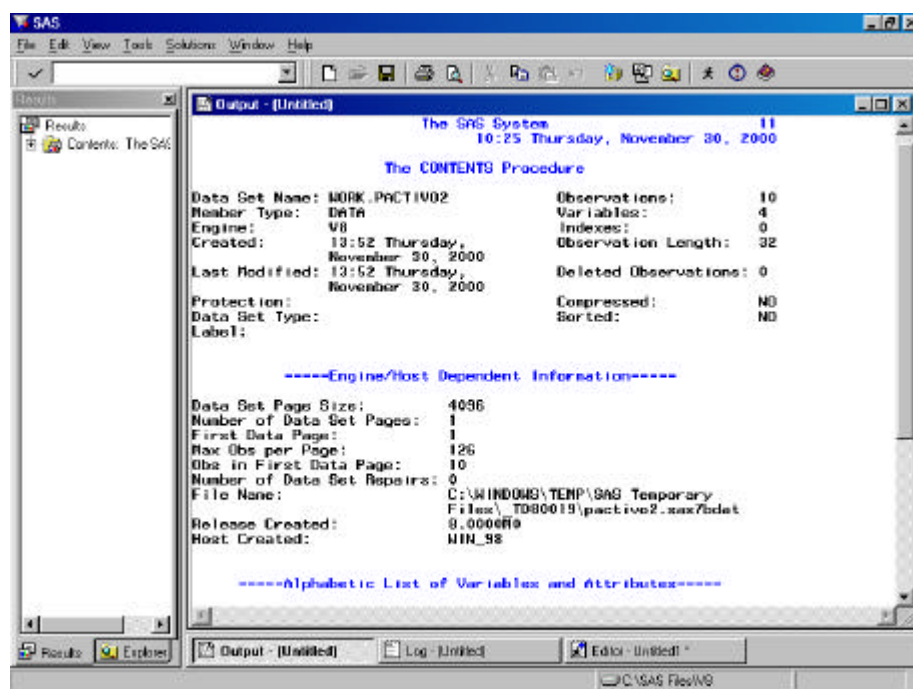 SAS
File Edit View Tools Solutions Window Help
Results
Output - (Untitled)
Results
Contents: The SAS
The SAS System 11
10:25 Thursday, November 30, 2000
The CONTENTS Procedure
Data Set Name: WORK.PACTIVO2 Observations: 10
Member Type: DATA Variables: 4
Engine: V8 Indexes: 0
Created: 13:52 Thursday, Observation Length: 32
November 30, 2000
Last Modified: 13:52 Thursday, Deleted Observations: 0
November 30, 2000
Protection: Compressed: NO
Data Set Type: Sorted: NO
Label:
-----Engine/Host Dependent Information-----
Data Set Page Size: 4096
Number of Data Set Pages: 1
First Data Page: 1
Max Obs per Page: 126
Obs in First Data Page: 10
Number of Data Set Repairs: 0
File Name: C:\WINDOWS\TEMP\SAS Temporary
Files\_TD80019\pactivo2.sas7bdat
Release Created: 8.0000M0
Host Created: WIN_98
-----Alphabetic List of Variables and Attributes-----
Results Explorer Output - (Untitled) Log - (Untitled) Editor - Untitled1 *
C:\SAS Files\V8